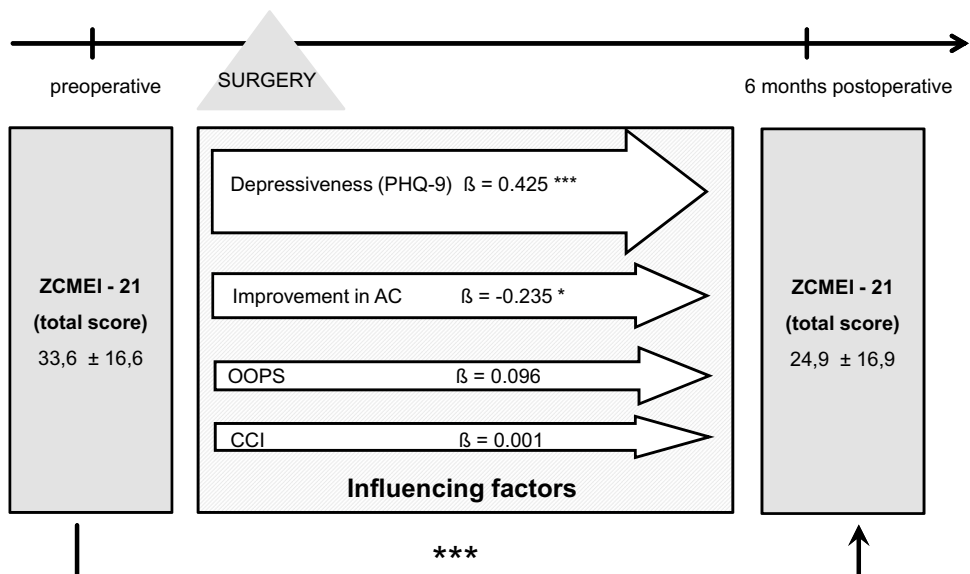 preoperative
SURGERY
6 months postoperative
ZCMEI - 21
(total score)
33,6 ± 16,6
Depressiveness (PHQ-9) ß = 0.425 ***
Improvement in AC ß = -0.235 *
OOPS ß = 0.096
CCI ß = 0.001
Influencing factors
ZCMEI - 21
(total score)
24,9 ± 16,9
***